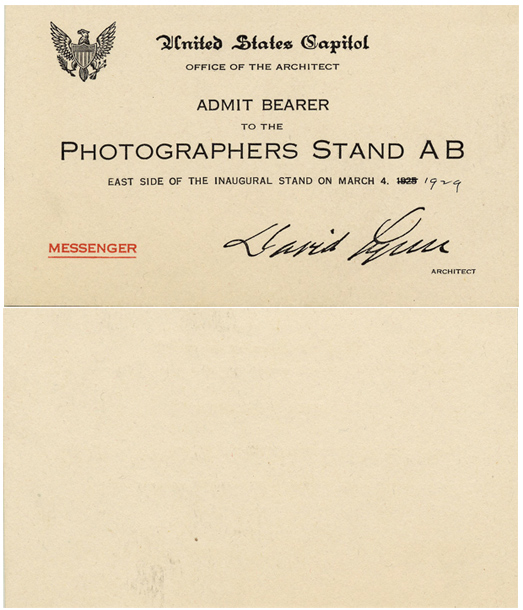 United States Capitol
OFFICE OF THE ARCHITECT
ADMIT BEARER
TO THE
PHOTOGRAPHERS STAND A B
EAST SIDE OF THE INAUGURAL STAND ON MARCH 4, 1925 1929
MESSENGER
David Lynn
ARCHITECT